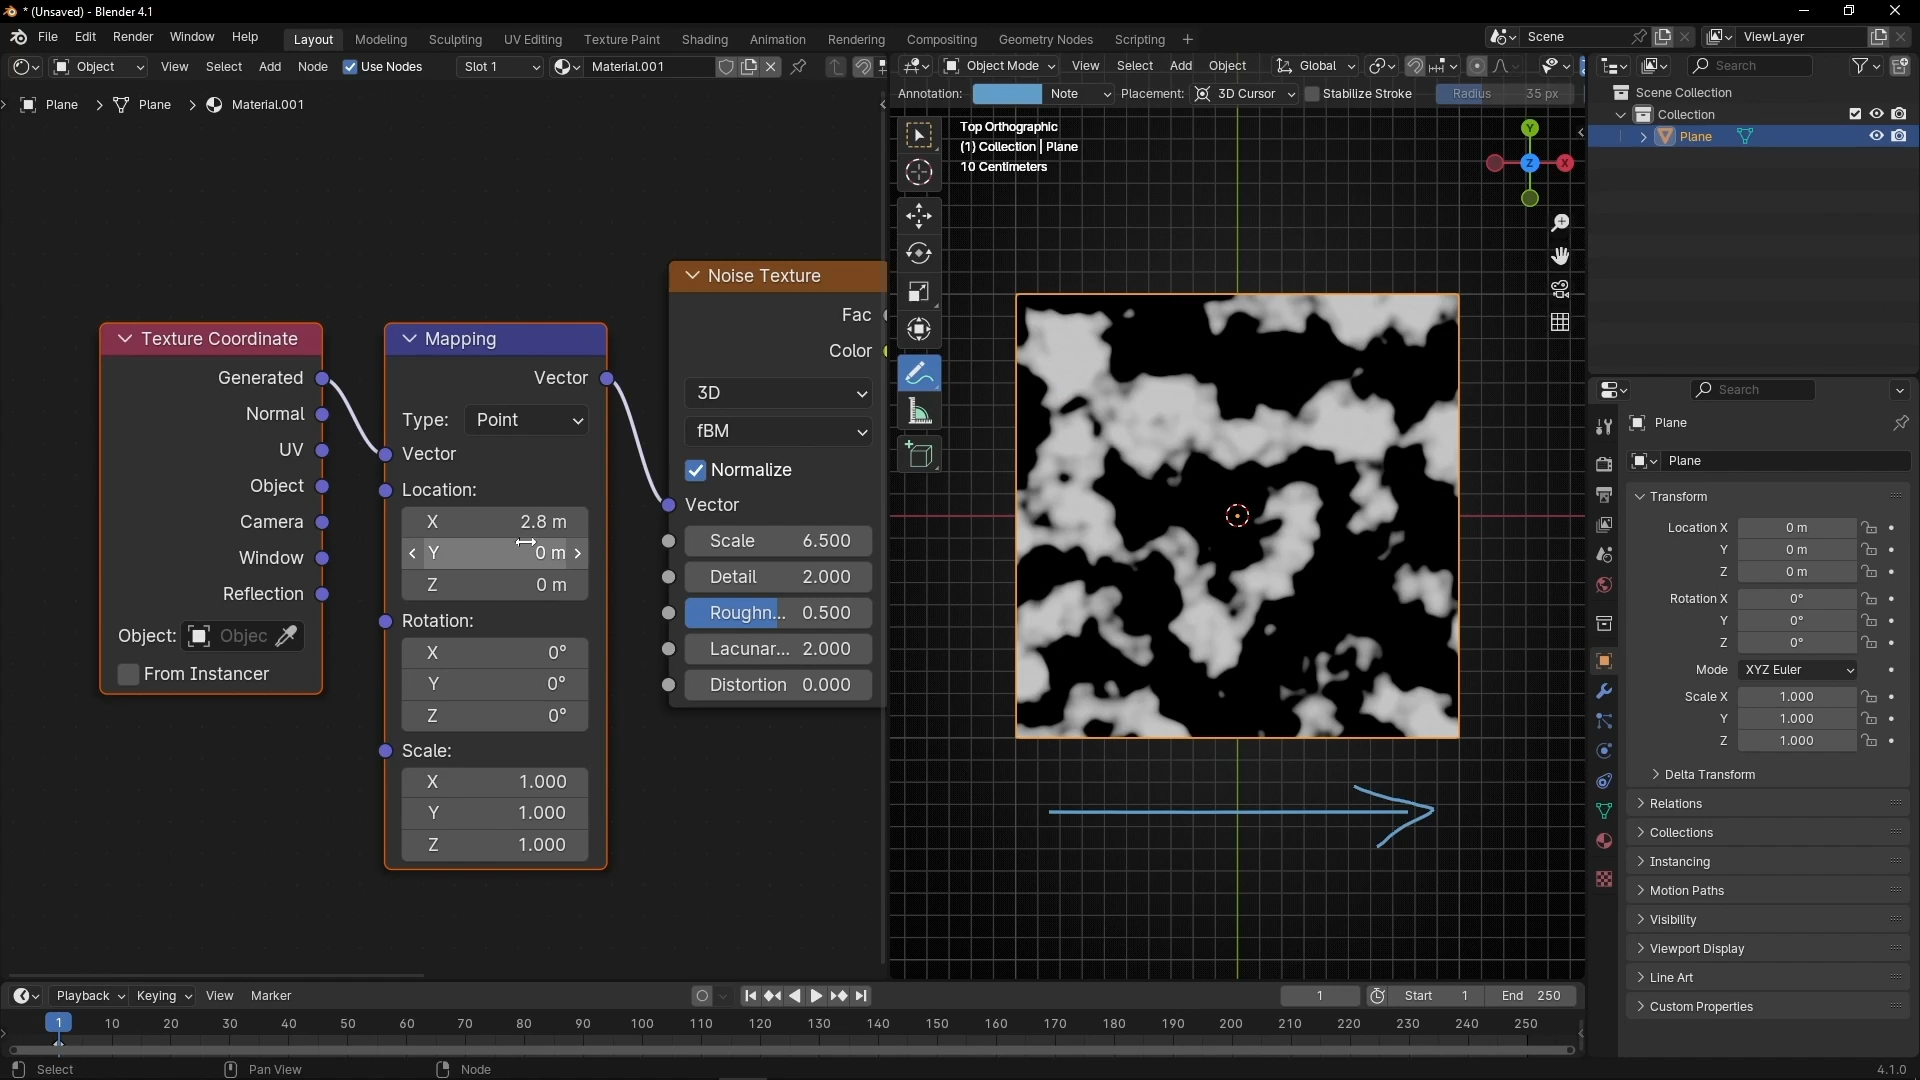 * (Unsaved) - Blender 4.1
File Edit Render Window Help Layout Modeling Sculpting UV Editing Texture Paint Shading Animation Rendering Compositing Geometry Nodes Scripting + Scene ViewLayer
Object View Select Add Node Use Nodes Slot 1 Material.001
Object Mode View Select Add Object Global
Search
Annotation: Note Placement: 3D Cursor Stabilize Stroke Radius 35 px
Plane > Plane > Material.001
Top Orthographic
(1) Collection | Plane
10 Centimeters
Y
Z
X
Scene Collection
Collection
Plane
Texture Coordinate
Generated
Normal
UV
Object
Camera
Window
Reflection
Object: Objec
From Instancer
Mapping
Vector
Type: Point
Vector
Location:
X 2.8 m
Y 0 m
Z 0 m
Rotation:
X 0°
Y 0°
Z 0°
Scale:
X 1.000
Y 1.000
Z 1.000
Noise Texture
Fac
Color
3D
fBM
Normalize
Vector
Scale 6.500
Detail 2.000
Roughn... 0.500
Lacunar... 2.000
Distortion 0.000
Search
Plane
Plane
Transform
Location X 0 m
Y 0 m
Z 0 m
Rotation X 0°
Y 0°
Z 0°
Mode XYZ Euler
Scale X 1.000
Y 1.000
Z 1.000
Delta Transform
Relations
Collections
Instancing
Motion Paths
Visibility
Viewport Display
Line Art
Custom Properties
Playback Keying View Marker 1 Start 1 End 250
1 10 20 30 40 50 60 70 80 90 100 110 120 130 140 150 160 170 180 190 200 210 220 230 240 250
Select Pan View Node 4.1.0